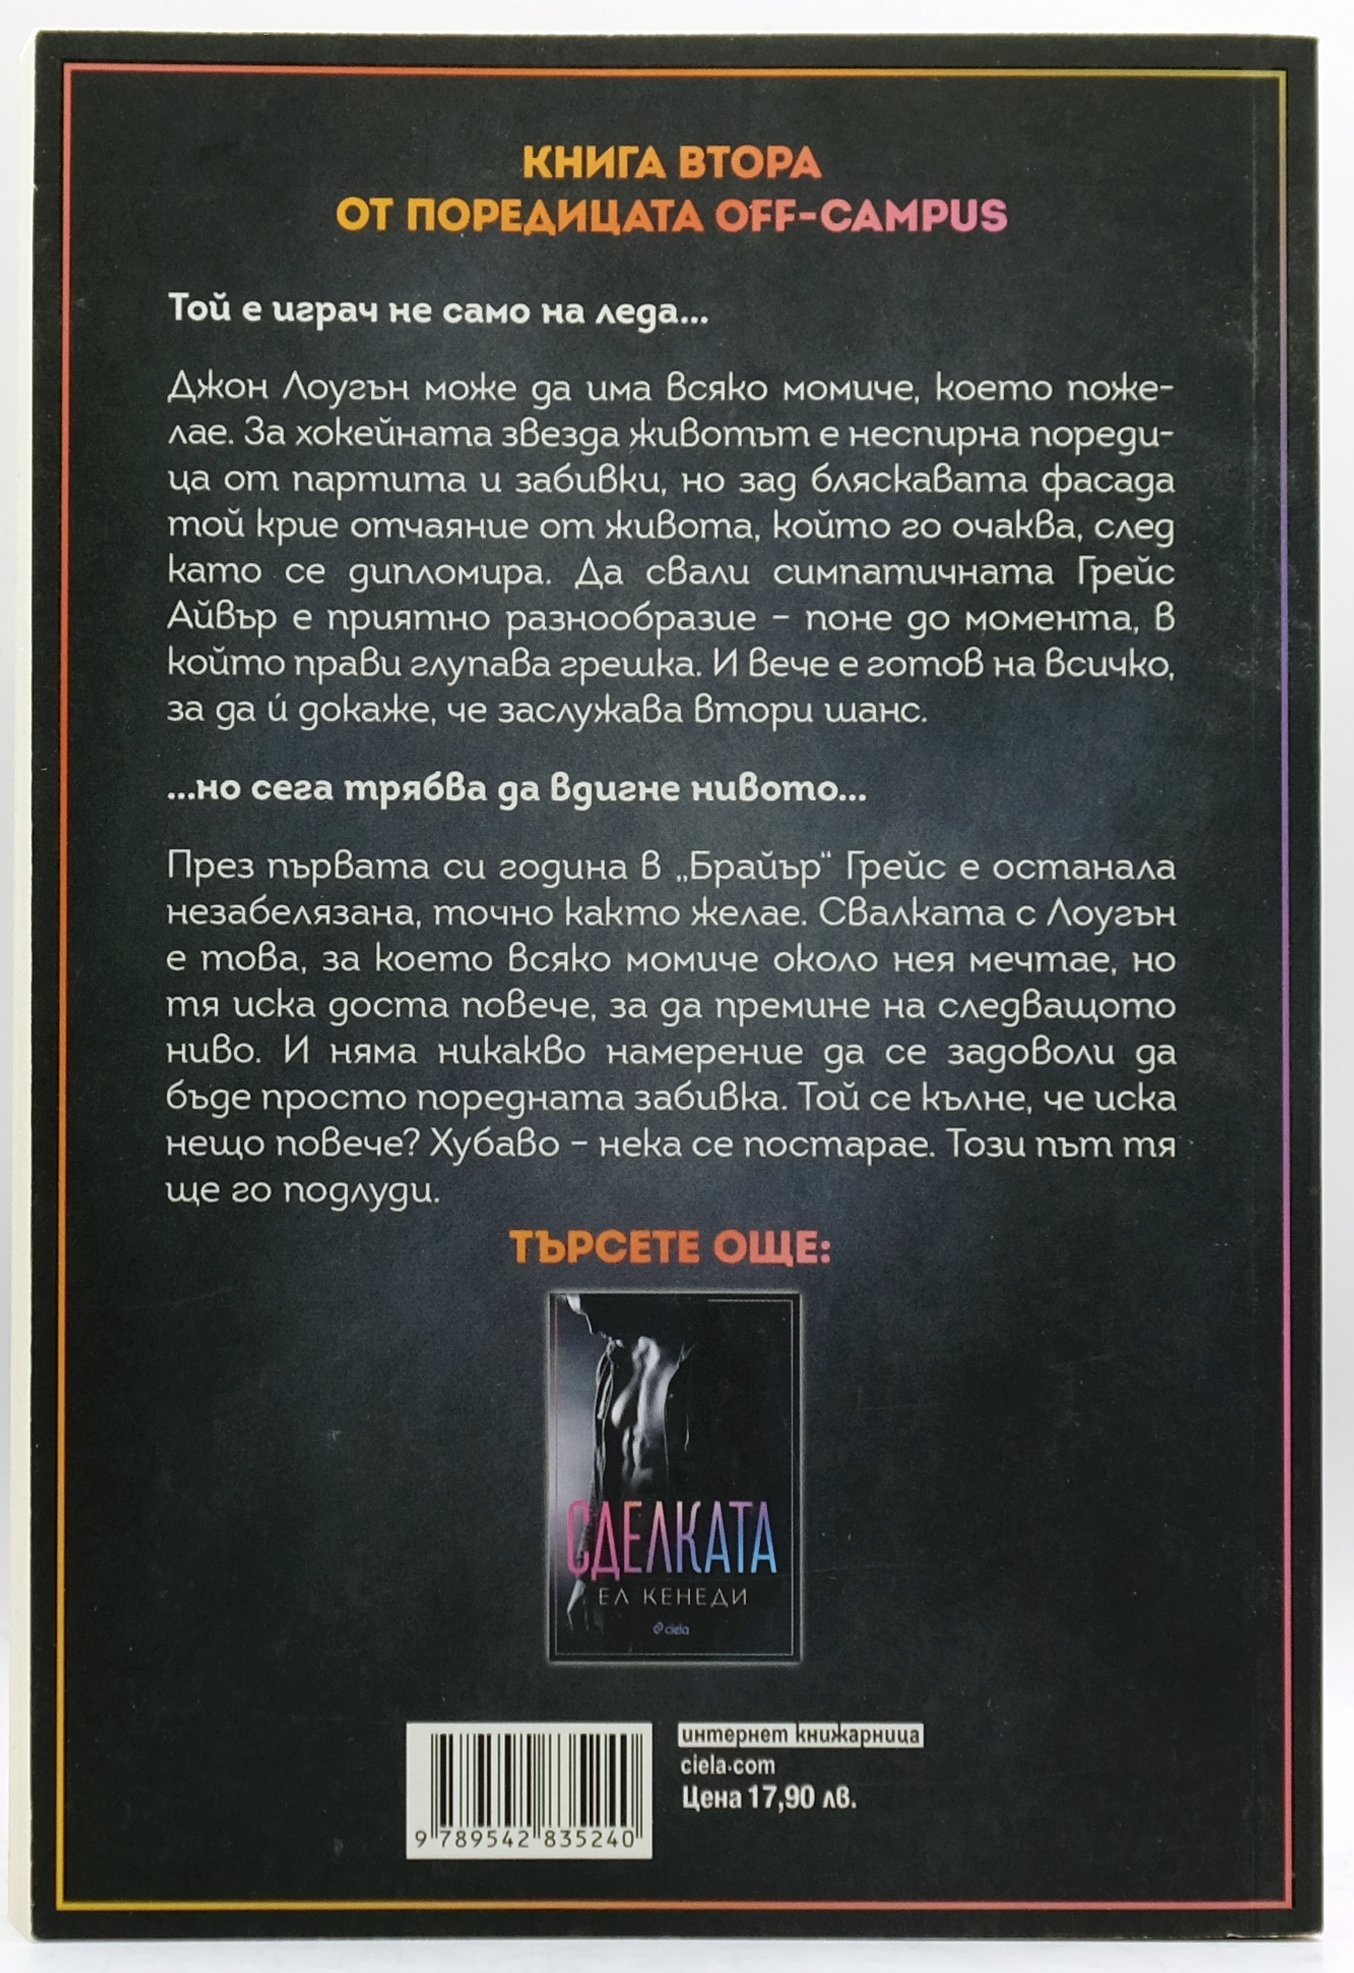 КНИГА ВТОРА
ОТ ПОРЕДИЦАТА OFF-CAMPUS
Той е играч не само на леда...
Джон Лоугън може да има всяко момиче, което поже-
лае. За хокейната звезда животът е неспирна пореди-
ца от партита и забивки, но зад бляскавата фасада
той крие отчаяние от живота, който го очаква, след
като се дипломира. Да свали симпатичната Грейс
Айвър е приятно разнообразие – поне до момента, в
който прави глупава грешка. И вече е готов на всичко,
за да ѝ докаже, че заслужава втори шанс.
...но сега трябва да вдигне нивото...
През първата си година в „Брайър“ Грейс е останала
незабелязана, точно както желае. Свалката с Лоугън
е това, за което всяко момиче около нея мечтае, но
тя иска доста повече, за да премине на следващото
ниво. И няма никакво намерение да се задоволи да
бъде просто поредната забивка. Той се кълне, че иска
нещо повече? Хубаво – нека се постарае. Този път тя
ще го подлуди.
ТЪРСЕТЕ ОЩЕ:
СДЕЛКАТА
ЕЛ КЕНЕДИ
ciela
интернет книжарница
ciela.com
Цена 17,90 лв.
9 789542 835240